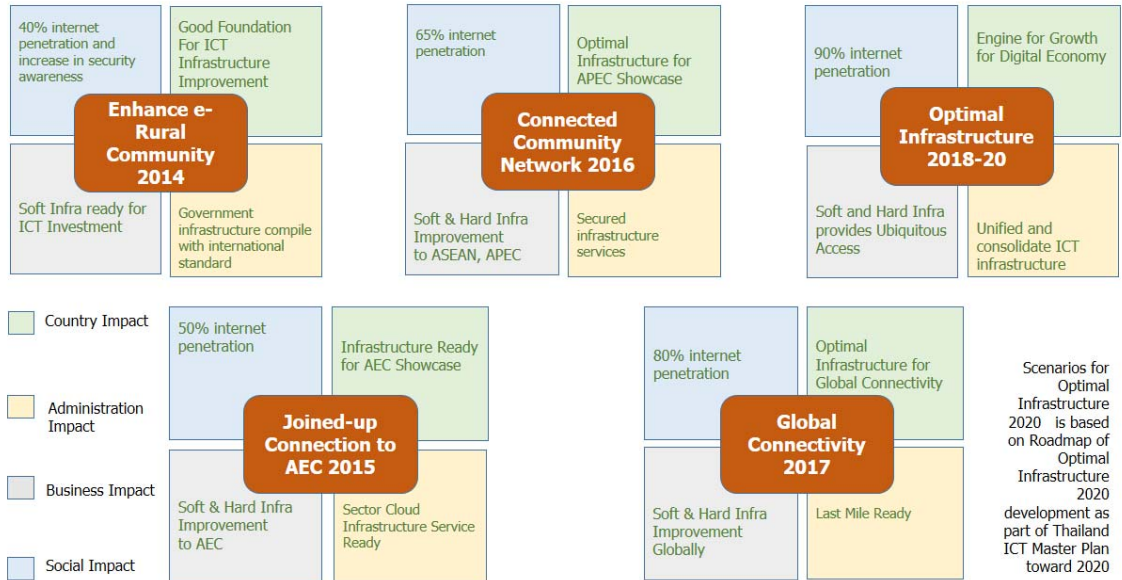 40% internet
penetration and
increase in security
awareness
Good Foundation
For ICT
Infrastructure
Improvement
Enhance e-
Rural
Community
2014
Soft Infra ready for
ICT Investment
Government
infrastructure compile
with international
standard
65% internet
penetration
Optimal
Infrastructure for
APEC Showcase
Connected
Community
Network 2016
Soft & Hard Infra
Improvement
to ASEAN, APEC
Secured
infrastructure
services
90% internet
penetration
Engine for Growth
for Digital Economy
Optimal
Infrastructure
2018-20
Soft and Hard Infra
provides Ubiquitous
Access
Unified and
consolidate ICT
infrastructure
Country Impact
Administration
Impact
Business Impact
Social Impact
50% internet
penetration
Infrastructure Ready
for AEC Showcase
Joined-up
Connection to
AEC 2015
Soft & Hard Infra
Improvement
to AEC
Sector Cloud
Infrastructure Service
Ready
80% internet
penetration
Optimal
Infrastructure for
Global Connectivity
Global
Connectivity
2017
Soft & Hard Infra
Improvement
Globally
Last Mile Ready
Scenarios for
Optimal
Infrastructure
2020 is based
on Roadmap of
Optimal
Infrastructure
2020
development as
part of Thailand
ICT Master Plan
toward 2020